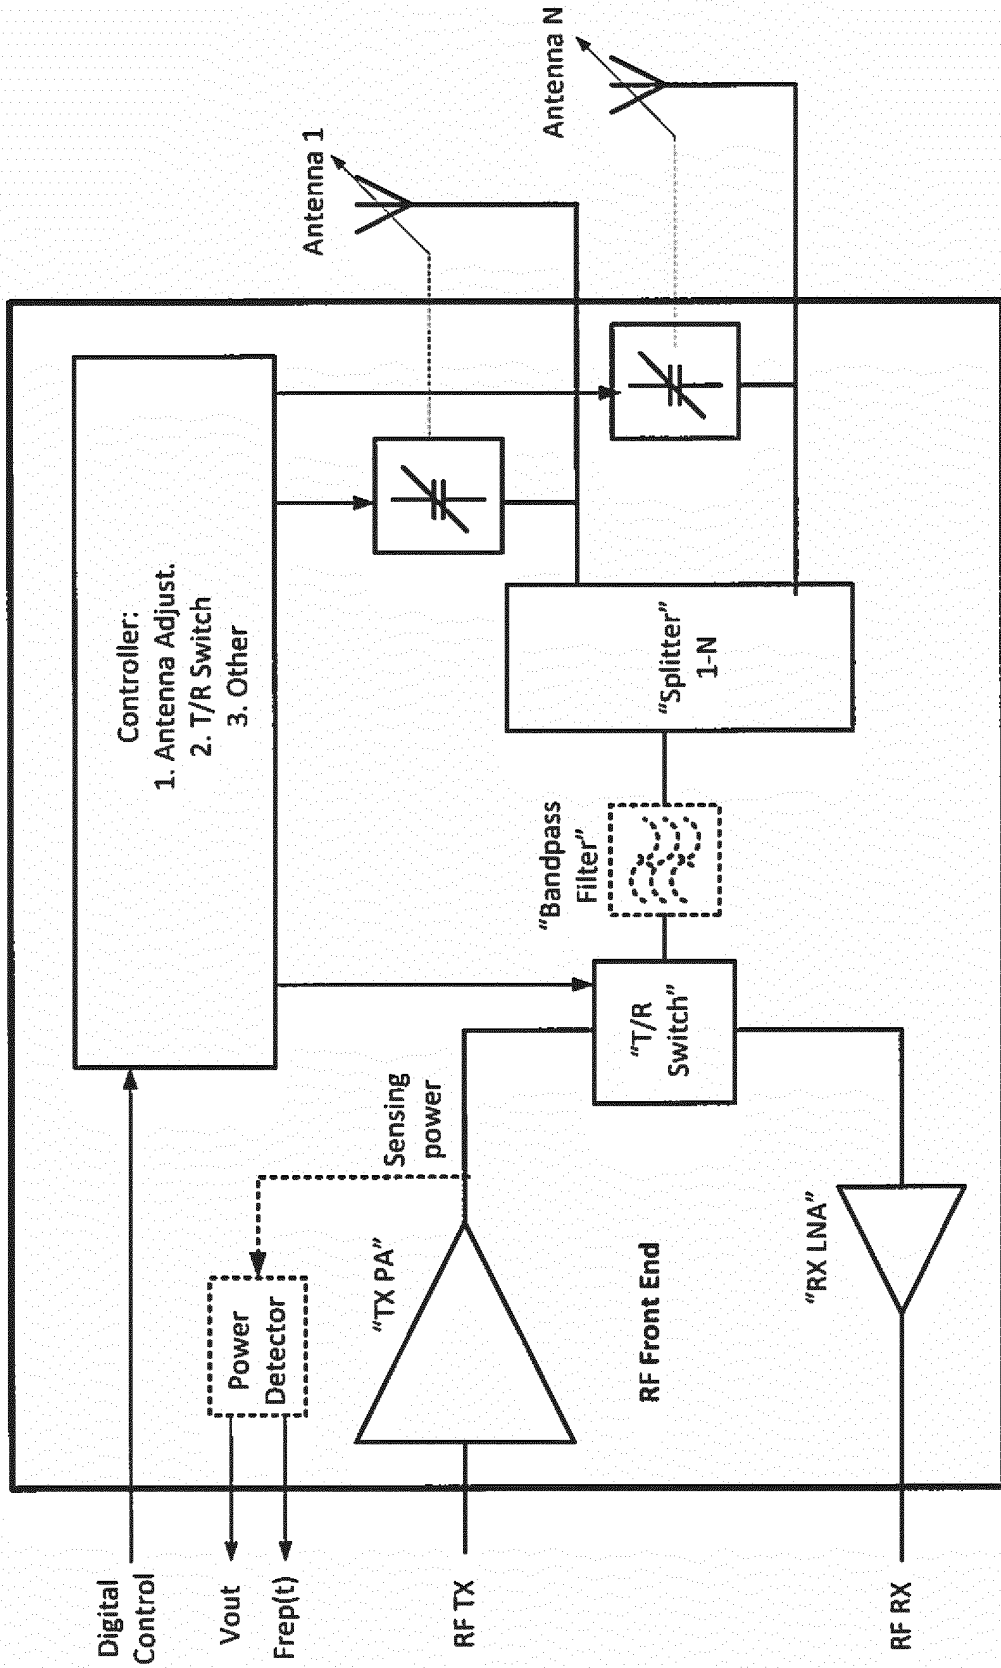 Digital
Control
Vout
Frep(t)
RF TX
RF RX
Power
Detector
Sensing
power
"TX PA"
RF Front End
"RX LNA"
Controller:
1. Antenna Adjust.
2. T/R Switch
3. Other
"T/R
Switch"
"Bandpass
Filter"
"Splitter"
1-N
Antenna 1
Antenna N